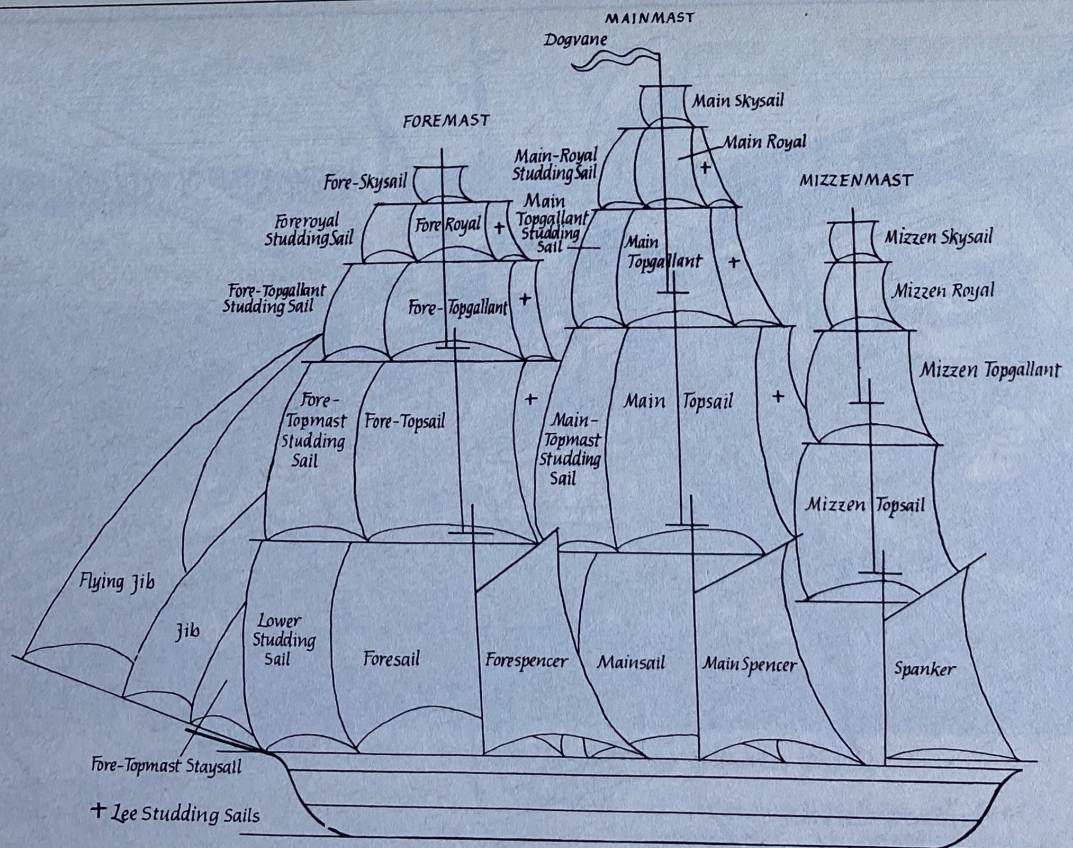 MAINMAST
Dogvane
Main Skysail
FOREMAST
Main Royal
Main-Royal
Studding Sail
+
Fore-Skysail
MIZZENMAST
Main
Topgallant
Studding
Sail
Foreroyal
Studding Sail
Fore Royal
+
Mizzen Skysail
Main
Topgallant
+
Fore-Topgallant
Studding Sail
Fore-Topgallant
+
Mizzen Royal
Mizzen Topgallant
Fore-
Topmast
Studding
Sail
Fore-Topsail
+
Main-
Topmast
Studding
Sail
Main Topsail
+
Mizzen Topsail
Flying Jib
Jib
Lower
Studding
Sail
Foresail
Forespencer
Mainsail
Main Spencer
Spanker
Fore-Topmast Staysail
+ Lee Studding Sails